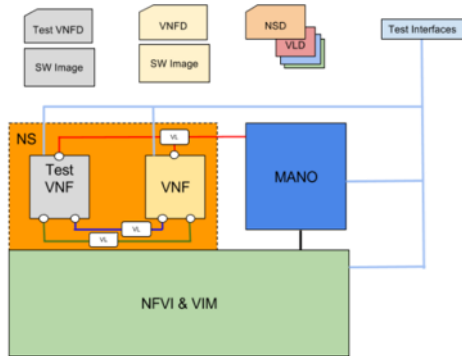 Test VNFD
VNFD
NSD
VLD
Test Interfaces
SW Image
SW Image
NS
VL
Test
VNF
VNF
MANO
VL
VL
NFVI & VIM